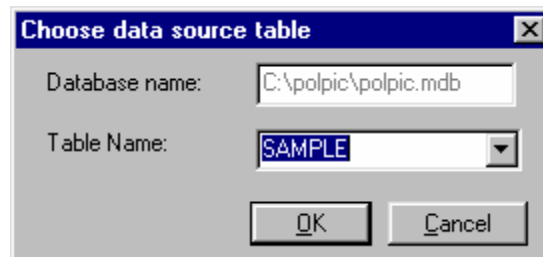 Choose data source table
Database name: C:\polpic\polpic.mdb
Table Name: SAMPLE
OK Cancel